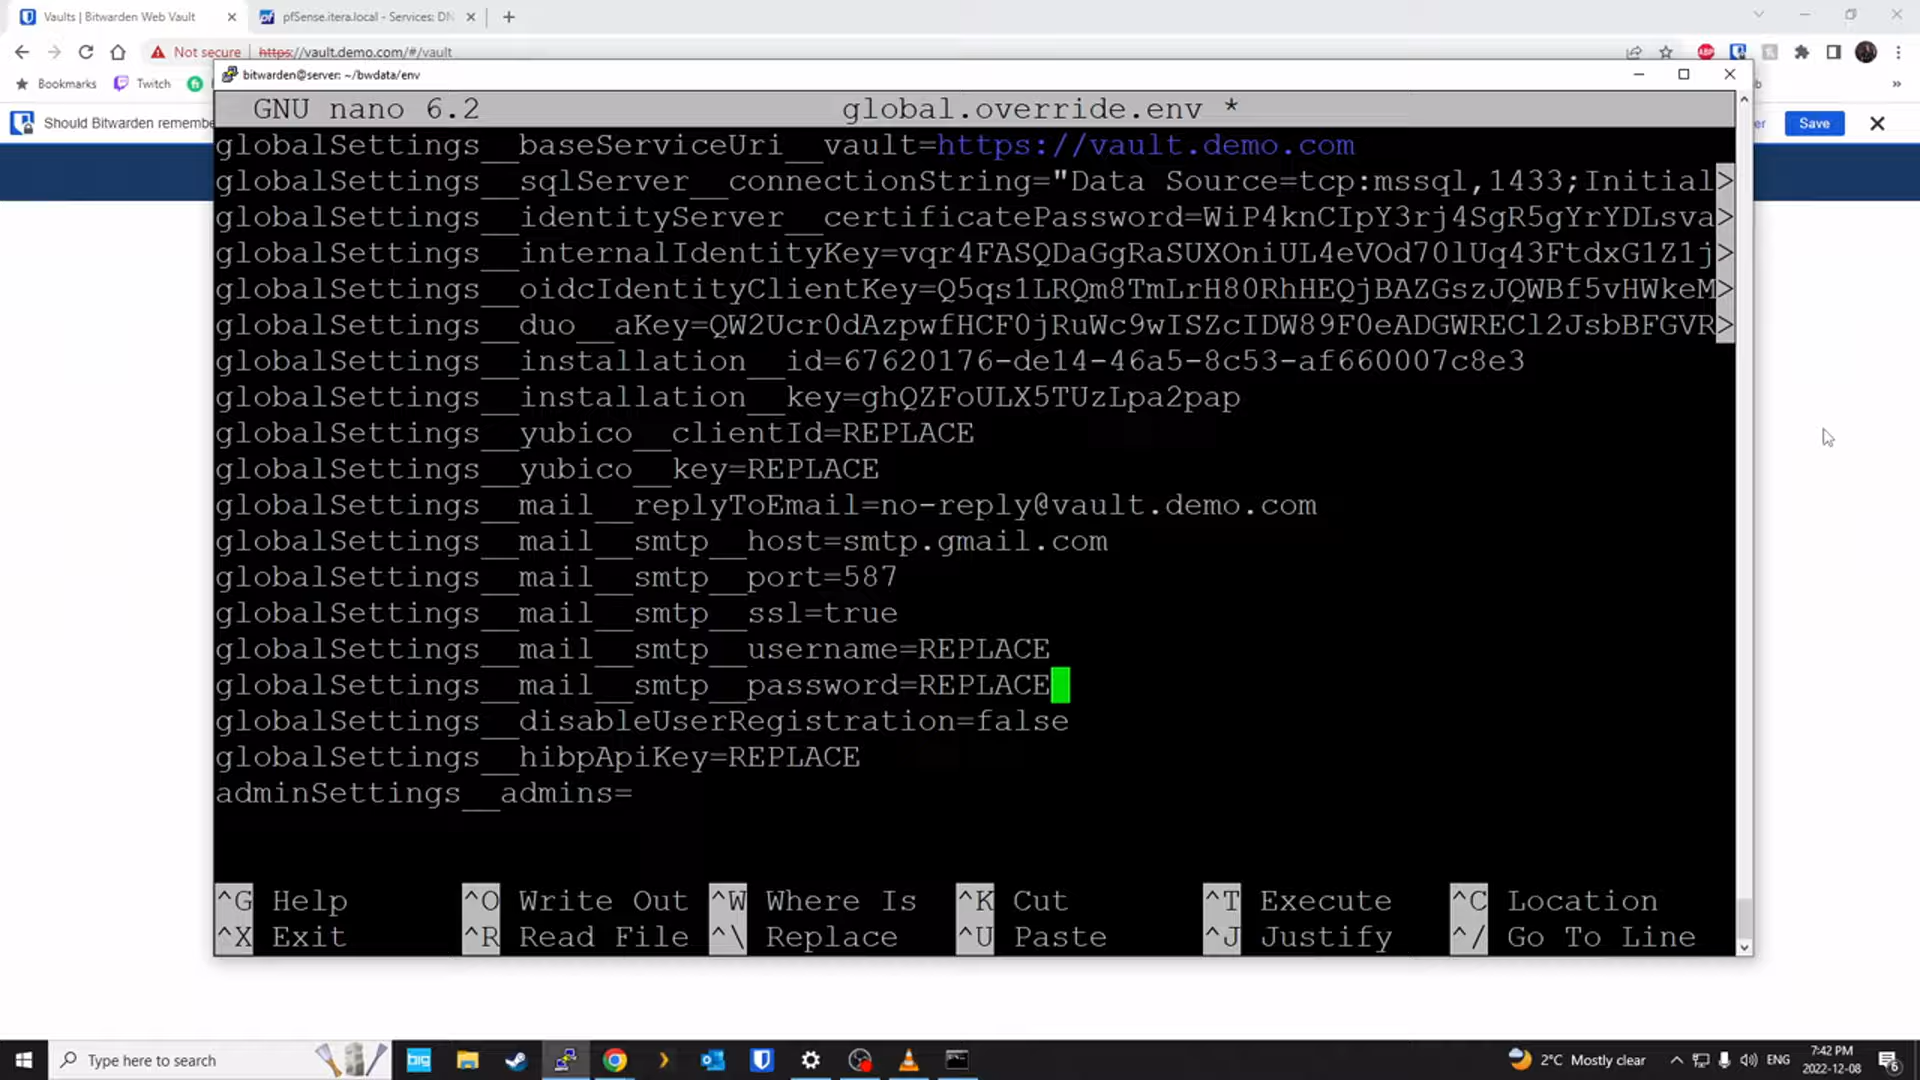 Vaults | Bitwarden Web Vault
pfSense.itera.local - Services: DN
Not secure
https://vault.demo.com/#/vault
ABP
Bookmarks
Twitch
bitwarden@server: ~/bwdata/env
Should Bitwarden remembe
Save
GNU nano 6.2
global.override.env *
globalSettings__baseServiceUri__vault=https://vault.demo.com
globalSettings__sqlServer__connectionString="Data Source=tcp:mssql,1433;Initial>
globalSettings__identityServer__certificatePassword=WiP4knCIpY3rj4SgR5gYrYDLsva>
globalSettings__internalIdentityKey=vqr4FASQDaGgRaSUXOniUL4eVOd70lUq43FtdxG1Z1j>
globalSettings__oidcIdentityClientKey=Q5qs1LRQm8TmLrH80RhHEQjBAZGszJQWBf5vHWkeM>
globalSettings__duo__aKey=QW2Ucr0dAzpwfHCF0jRuWc9wISZcIDW89F0eADGWRECl2JsbBFGVR>
globalSettings__installation__id=67620176-de14-46a5-8c53-af660007c8e3
globalSettings__installation__key=ghQZFoULX5TUzLpa2pap
globalSettings__yubico__clientId=REPLACE
globalSettings__yubico__key=REPLACE
globalSettings__mail__replyToEmail=no-reply@vault.demo.com
globalSettings__mail__smtp__host=smtp.gmail.com
globalSettings__mail__smtp__port=587
globalSettings__mail__smtp__ssl=true
globalSettings__mail__smtp__username=REPLACE
globalSettings__mail__smtp__password=REPLACE
globalSettings__disableUserRegistration=false
globalSettings__hibpApiKey=REPLACE
adminSettings__admins=
^G Help ^O Write Out ^W Where Is ^K Cut ^T Execute ^C Location
^X Exit ^R Read File ^\ Replace ^U Paste ^J Justify ^/ Go To Line
Type here to search
2°C Mostly clear
ENG
7:42 PM
2022-12-08
6